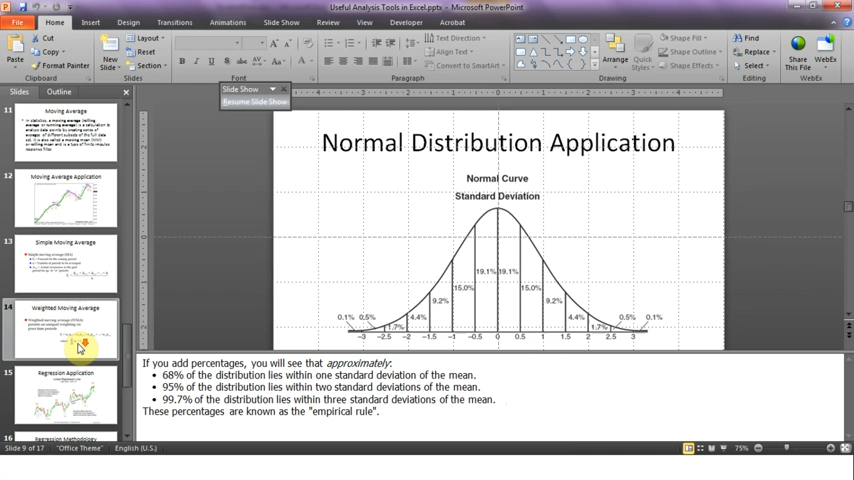 Useful Analysis Tools in Excel.pptx - Microsoft PowerPoint
File Home Insert Design Transitions Animations Slide Show Review View Developer Acrobat
Paste
Cut
Copy
Format Painter
Clipboard
New Slide
Layout
Reset
Section
Slides
Font
Paragraph
Text Direction
Align Text
Convert to SmartArt
Arrange
Quick Styles
Shape Fill
Shape Outline
Shape Effects
Drawing
Find
Replace
Select
Editing
Share This File
WebEx
WebEx
Slide Show
Resume Slide Show
Slides Outline
11
Moving Average
12
Moving Average Application
13
Simple Moving Average
14
Weighted Moving Average
15
Regression Application
16
Regression Methodology
Normal Distribution Application
Normal Curve
Standard Deviation
19.1% 19.1%
15.0% 15.0%
9.2% 9.2%
0.1% 0.5% 4.4% 4.4% 0.5% 0.1%
1.7% 1.7%
−3 −2.5 −2 −1.5 −1 −0.5 0 0.5 1 1.5 2 2.5 3
If you add percentages, you will see that approximately:
• 68% of the distribution lies within one standard deviation of the mean.
• 95% of the distribution lies within two standard deviations of the mean.
• 99.7% of the distribution lies within three standard deviations of the mean.
These percentages are known as the "empirical rule".
Slide 9 of 17 "Office Theme" English (U.S.) 75%